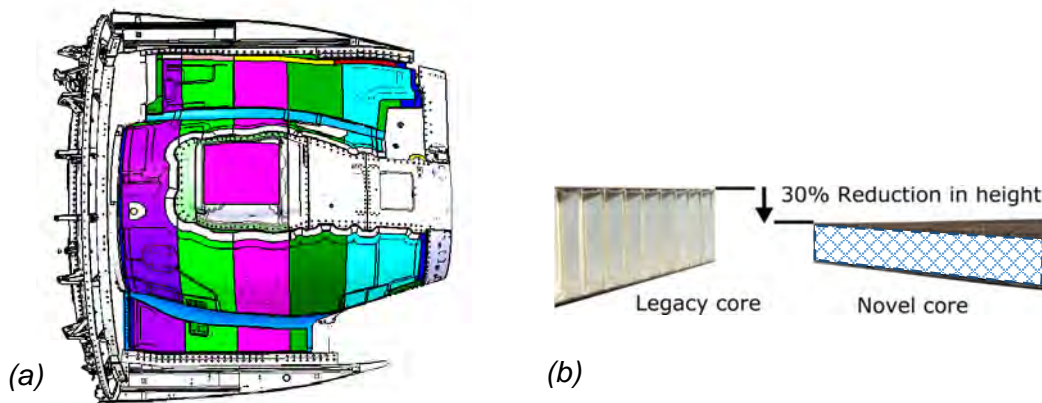 30% Reduction in height
Legacy core
Novel core
(a)
(b)